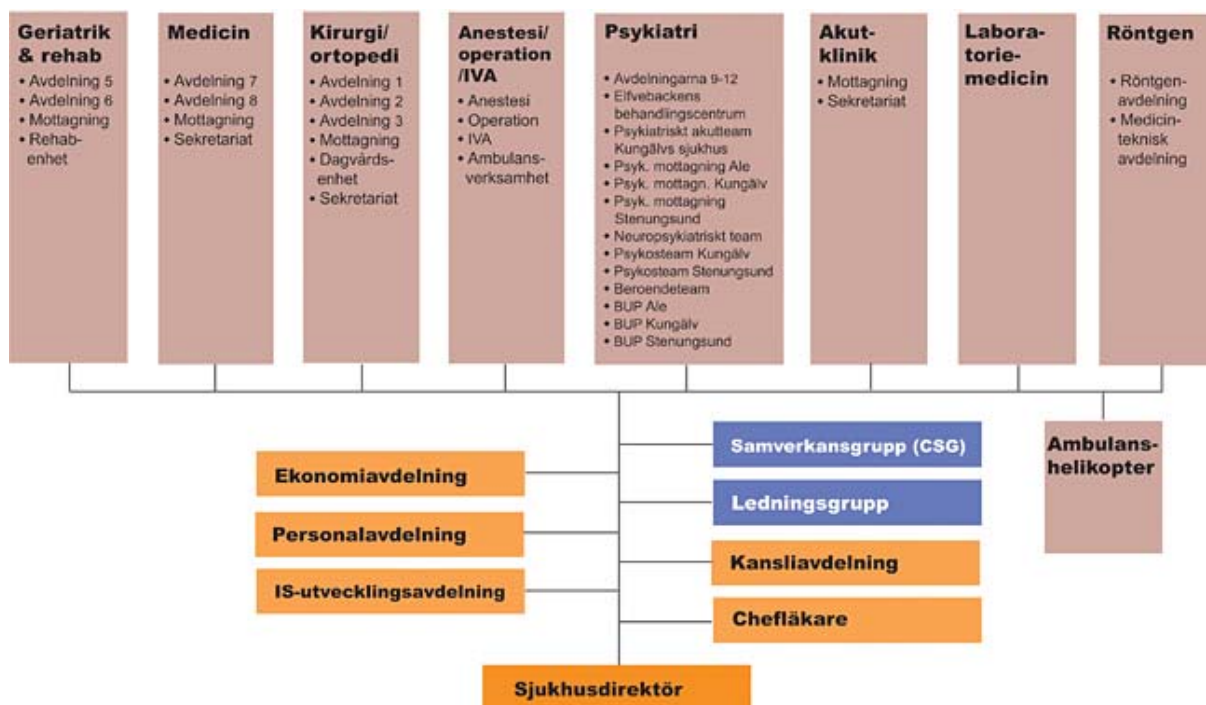 Geriatrik
& rehab
• Avdelning 5
• Avdelning 6
• Mottagning
• Rehab-
enhet
Medicin
• Avdelning 7
• Avdelning 8
• Mottagning
• Sekretariat
Kirurgi/
ortopedi
• Avdelning 1
• Avdelning 2
• Avdelning 3
• Mottagning
• Dagvårds-
enhet
• Sekretariat
Anestesi/
operation
/IVA
• Anestesi
• Operation
• IVA
• Ambulans-
verksamhet
Psykiatri
• Avdelningarna 9-12
• Elfvebackens
behandlingscentrum
• Psykiatriskt akutteam
Kungälvs sjukhus
• Psyk. mottagning Ale
• Psyk. mottagn. Kungälv
• Psyk. mottagning
Stenungsund
• Neuropsykiatriskt team
• Psykosteam Kungälv
• Psykosteam Stenungsund
• Beroendeteam
• BUP Ale
• BUP Kungälv
• BUP Stenungsund
Akut-
klinik
• Mottagning
• Sekretariat
Labora-
torie-
medicin
Röntgen
• Röntgen-
avdelning
• Medicin-
teknisk
avdelning
Ambulans-
helikopter
Samverkansgrupp (CSG)
Ekonomiavdelning
Ledningsgrupp
Personalavdelning
Kansliavdelning
IS-utvecklingsavdelning
Chefläkare
Sjukhusdirektör